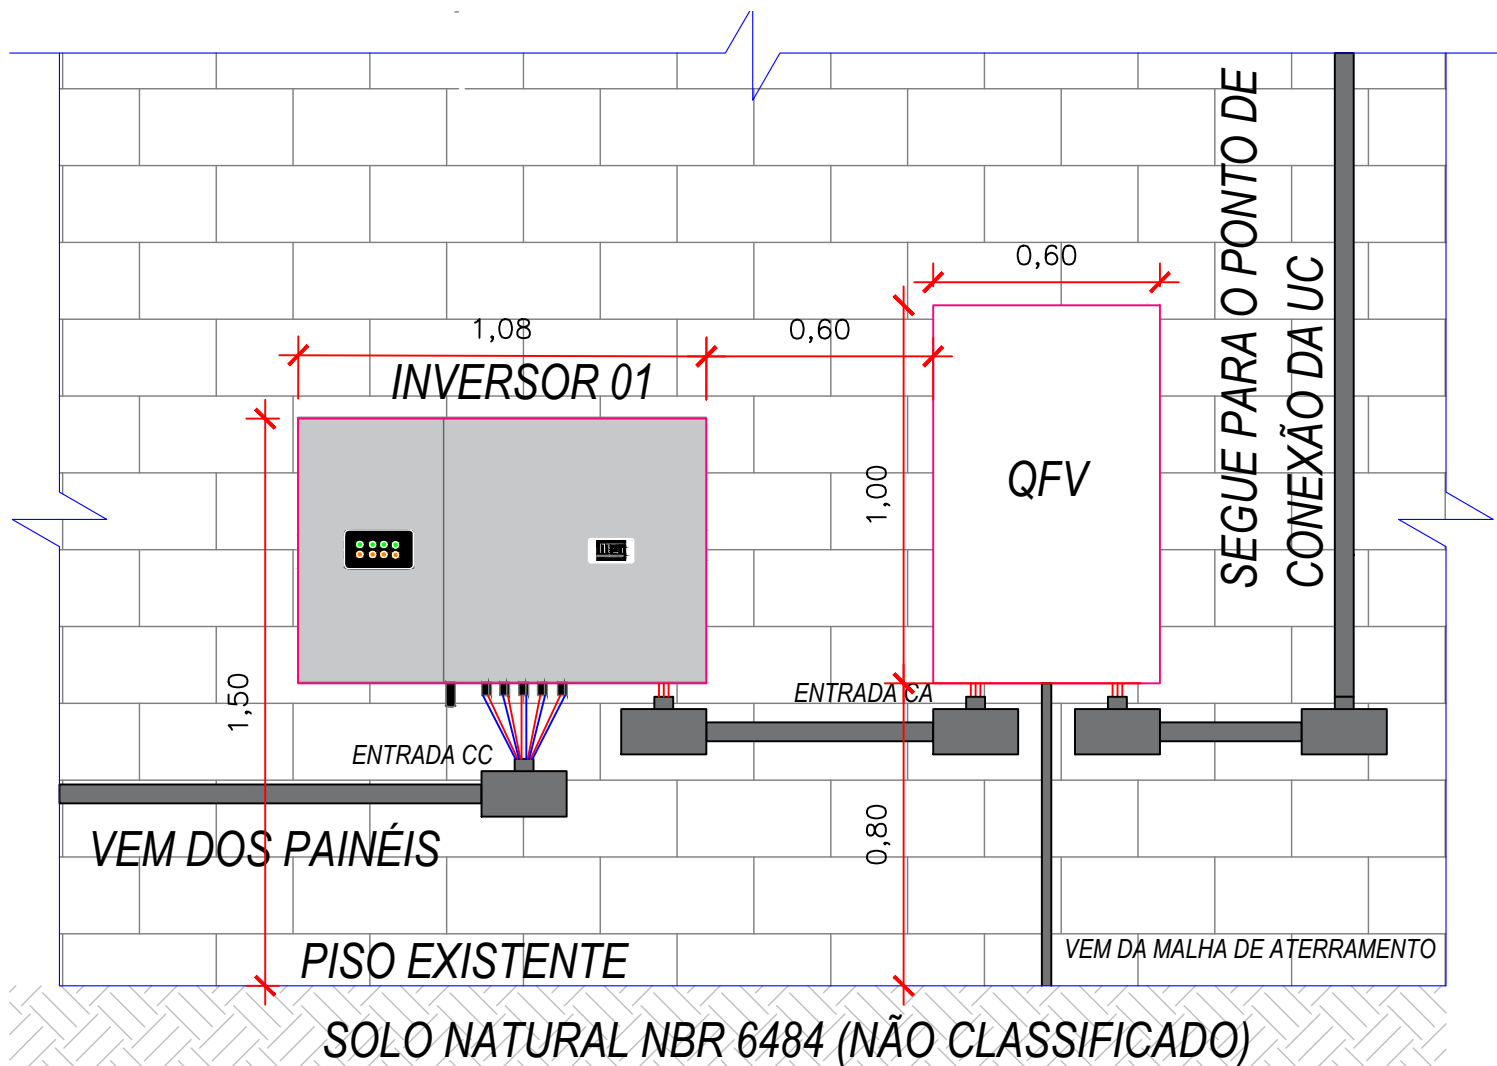 SEGUE PARA O PONTO DE
CONEXÃO DA UC
0,60
1,08
0,60
INVERSOR 01
QFV
1,00
1,50
ENTRADA CA
ENTRADA CC
VEM DOS PAINÉIS
0,80
PISO EXISTENTE
VEM DA MALHA DE ATERRAMENTO
SOLO NATURAL NBR 6484 (NÃO CLASSIFICADO)